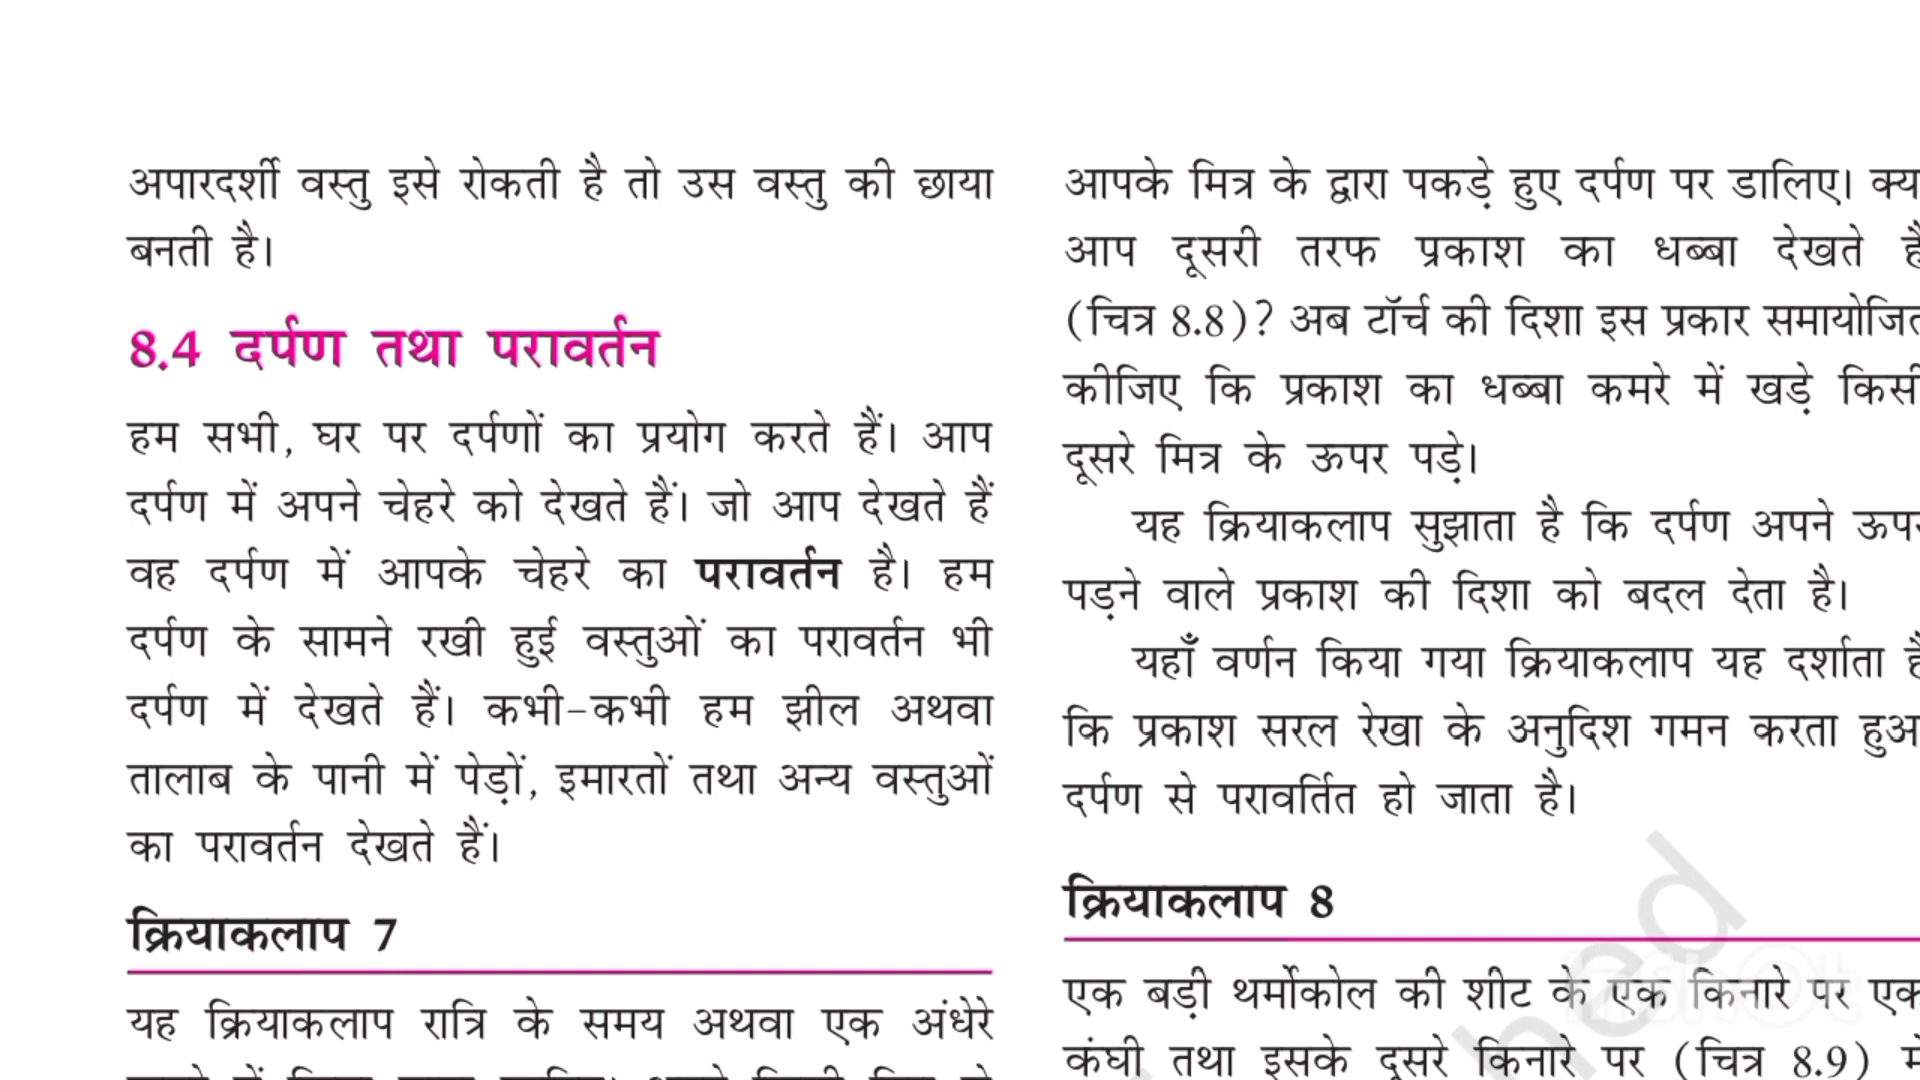 अपारदर्शी वस्तु इसे रोकती है तो उस वस्तु की छाया
बनती है।
8.4 दर्पण तथा परावर्तन
हम सभी, घर पर दर्पणों का प्रयोग करते हैं। आप
दर्पण में अपने चेहरे को देखते हैं। जो आप देखते हैं
वह दर्पण में आपके चेहरे का परावर्तन है। हम
दर्पण के सामने रखी हुई वस्तुओं का परावर्तन भी
दर्पण में देखते हैं। कभी-कभी हम झील अथवा
तालाब के पानी में पेड़ों, इमारतों तथा अन्य वस्तुओं
का परावर्तन देखते हैं।
क्रियाकलाप 7
यह क्रियाकलाप रात्रि के समय अथवा एक अंधेरे
आपके मित्र के द्वारा पकड़े हुए दर्पण पर डालिए।
आप दूसरी तरफ प्रकाश का धब्बा देखते
(चित्र 8.8)? अब टॉर्च की दिशा इस प्रकार समायोजित
कीजिए कि प्रकाश का धब्बा कमरे में खड़े किसी
दूसरे मित्र के ऊपर पड़े।
यह क्रियाकलाप सुझाता है कि दर्पण अपने ऊपर
पड़ने वाले प्रकाश की दिशा को बदल देता है।
यहाँ वर्णन किया गया क्रियाकलाप यह दर्शाता है
कि प्रकाश सरल रेखा के अनुदिश गमन करता
दर्पण से परावर्तित हो जाता है।
क्रियाकलाप 8
एक बड़ी थर्मोकोल की शीट के एक किनारे पर एक
कंघी तथा इसके दूसरे किनारे पर (चित्र 8.9)
hed
InShOt